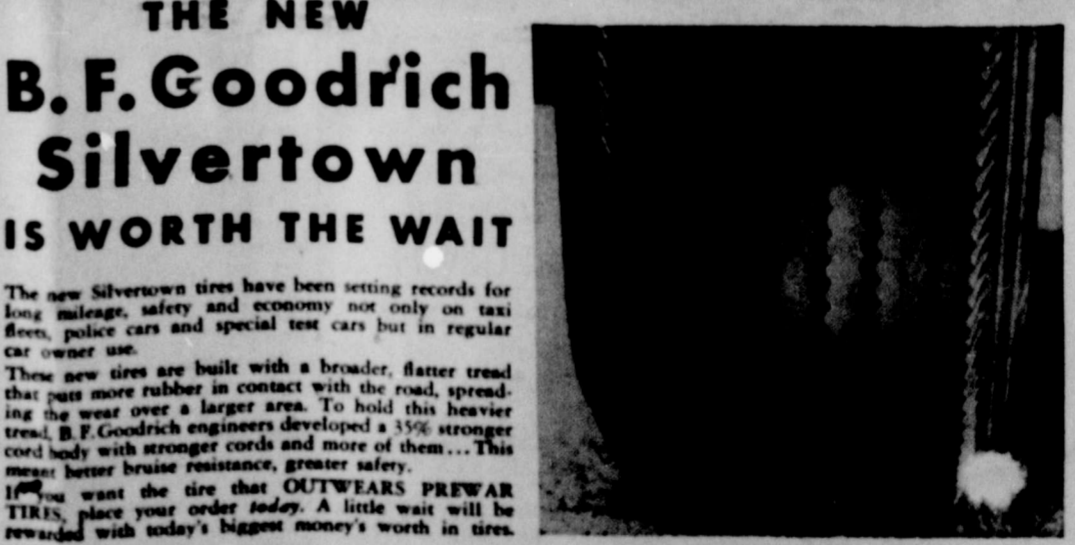 THE NEW
B. F. Goodrich
Silvertown
IS WORTH THE WAIT
The new Silvertown tires have been setting records for
long mileage, safety and economy not only on taxi
fleets, police cars and special test cars but in regular
car owner use.
These new tires are built with a broader, flatter tread
that puts more rubber in contact with the road, spread-
ing the wear over a larger area. To hold this heavier
tread, B.F.Goodrich engineers developed a 35% stronger
cord body with stronger cords and more of them...This
meant better bruise resistance, greater safety.
If you want the tire that OUTWEARS PREWAR
TIRES, place your order today. A little wait will be
rewarded with today's biggest money's worth in tires.